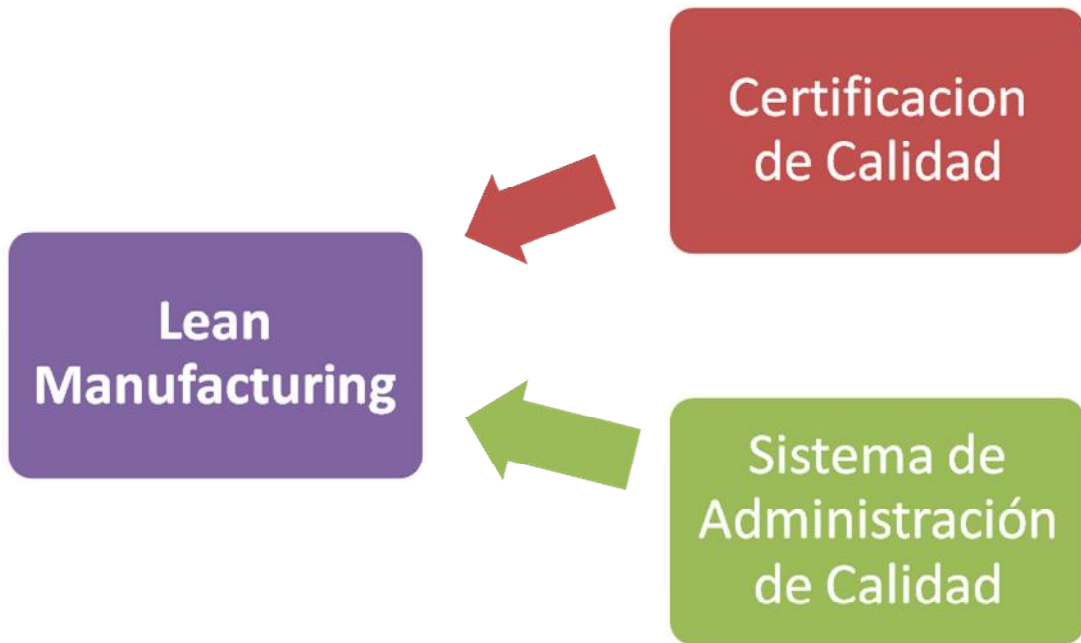 Certificacion
de Calidad
Lean
Manufacturing
Sistema de
Administración
de Calidad